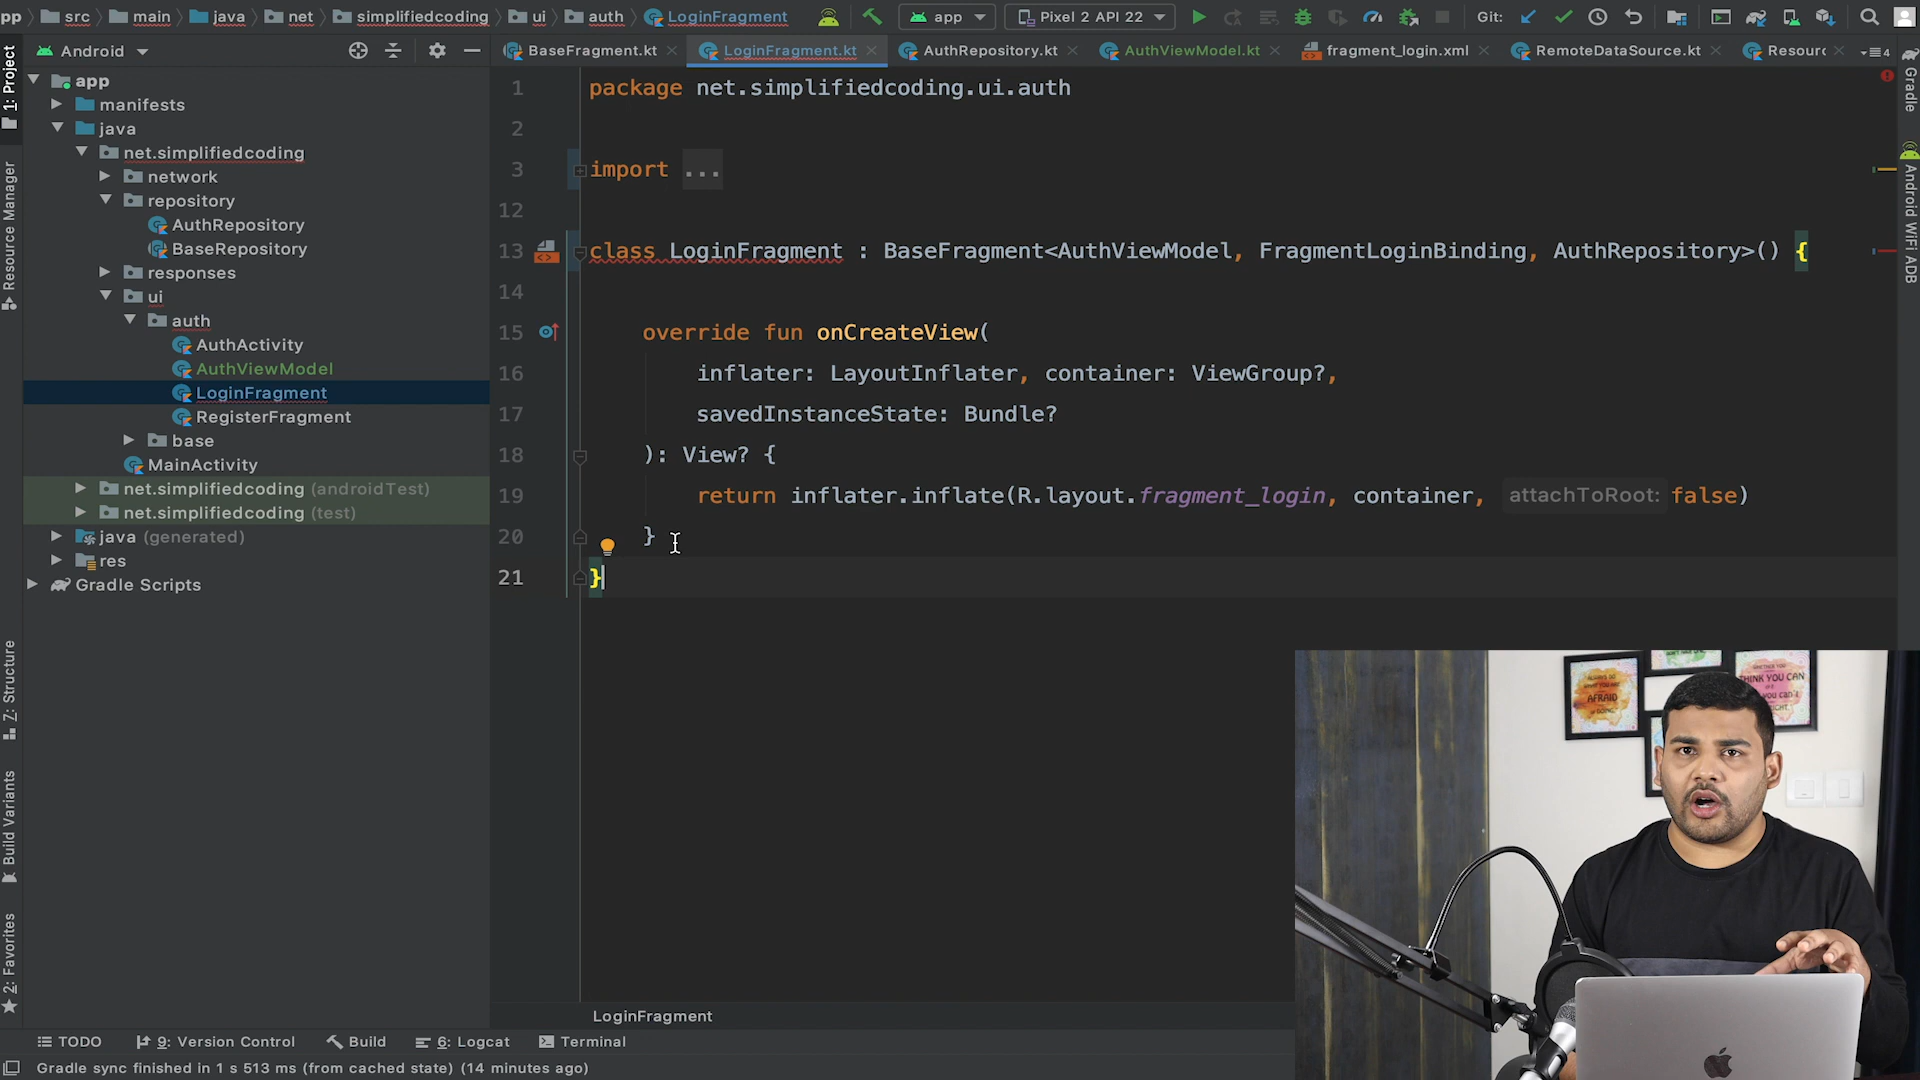 pp src main java net simplifiedcoding ui auth LoginFragment app Pixel 2 API 22 Git:
Android
BaseFragment.kt LoginFragment.kt AuthRepository.kt AuthViewModel.kt fragment_login.xml RemoteDataSource.kt Resourc 4
1: Project
Resource Manager
Z: Structure
Build Variants
2: Favorites
app
manifests
java
net.simplifiedcoding
network
repository
AuthRepository
BaseRepository
responses
ui
auth
AuthActivity
AuthViewModel
LoginFragment
RegisterFragment
base
MainActivity
net.simplifiedcoding (androidTest)
net.simplifiedcoding (test)
java (generated)
res
Gradle Scripts
1 package net.simplifiedcoding.ui.auth
2
3 import ...
12
13 class LoginFragment : BaseFragment<AuthViewModel, FragmentLoginBinding, AuthRepository>() {
14
15 override fun onCreateView(
16 inflater: LayoutInflater, container: ViewGroup?,
17 savedInstanceState: Bundle?
18 ): View? {
19 return inflater.inflate(R.layout.fragment_login, container, attachToRoot: false)
20 }
21 }
Gradle
Android WiFi ADB
AFRAID
THINK YOU CAN
LoginFragment
TODO 9: Version Control Build 6: Logcat Terminal
Gradle sync finished in 1 s 513 ms (from cached state) (14 minutes ago)